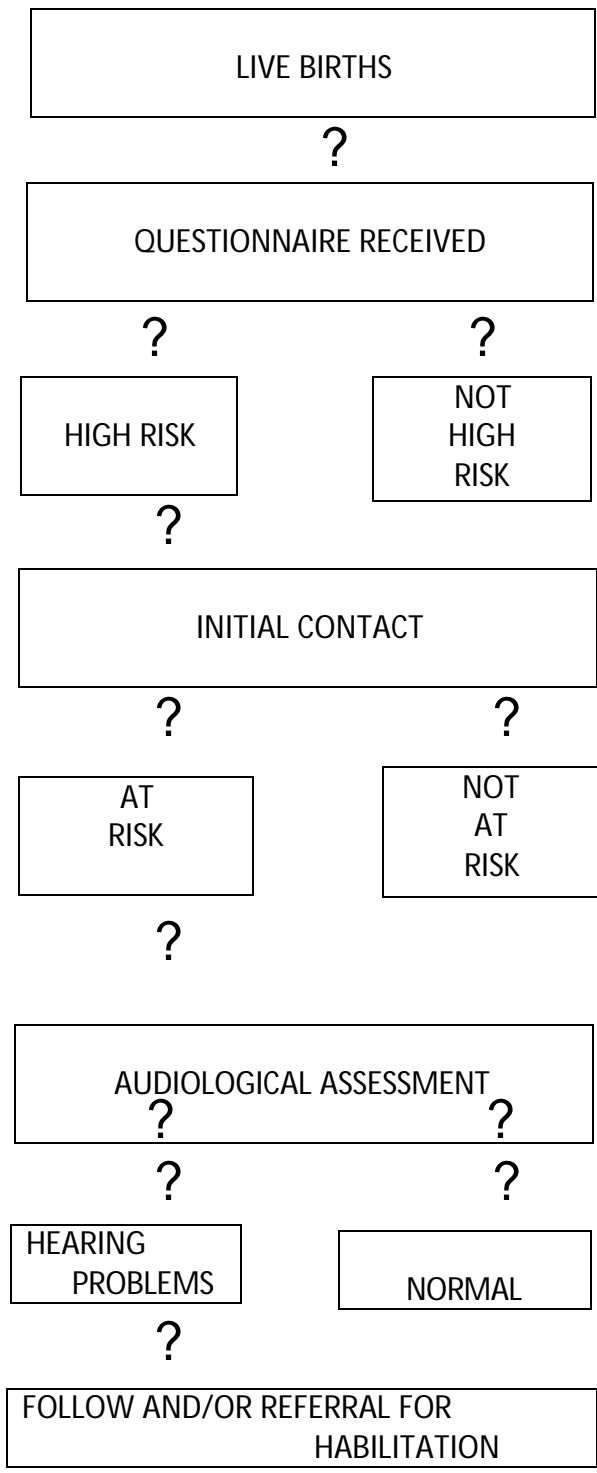 LIVE BIRTHS
?
QUESTIONNAIRE RECEIVED
? ?
HIGH RISK
NOT
HIGH
RISK
?
INITIAL CONTACT
? ?
AT
RISK
NOT
AT
RISK
?
AUDIOLOGICAL ASSESSMENT
? ?
? ?
HEARING
PROBLEMS
NORMAL
?
FOLLOW AND/OR REFERRAL FOR
HABILITATION